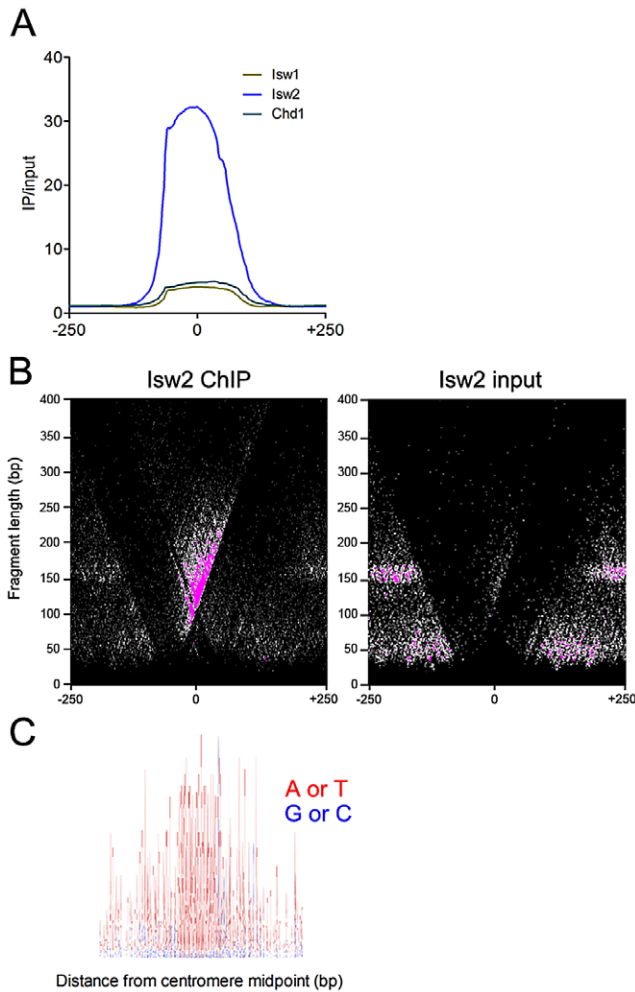 A
40
30
20
10
0
IP/input
Isw1
Isw2
Chd1
-250 0 +250
B
Isw2 ChIP Isw2 input
Fragment length (bp)
400 400
350 350
300 300
250 250
200 200
150 150
100 100
50 50
0 0
-250 0 +250 -250 0 +250
C
A or T
G or C
Distance from centromere midpoint (bp)